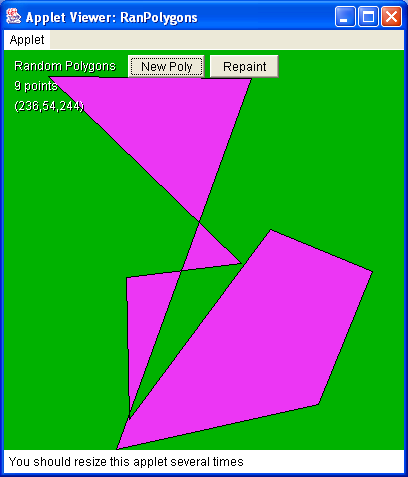 Applet Viewer: RanPolygons
Applet
Random Polygons New Poly Repaint
9 points
(236,54,244)
You should resize this applet several times